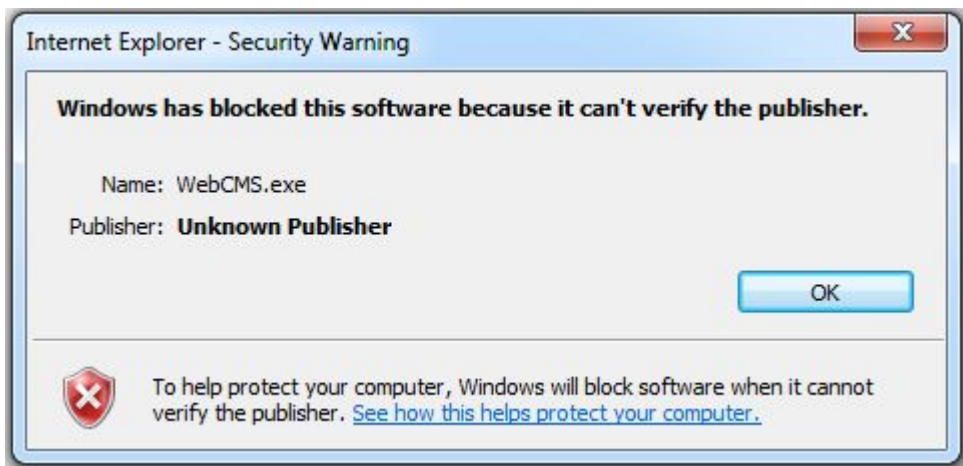 Internet Explorer - Security Warning
Windows has blocked this software because it can't verify the publisher.
Name: WebCMS.exe
Publisher: Unknown Publisher
OK
To help protect your computer, Windows will block software when it cannot
verify the publisher. See how this helps protect your computer.